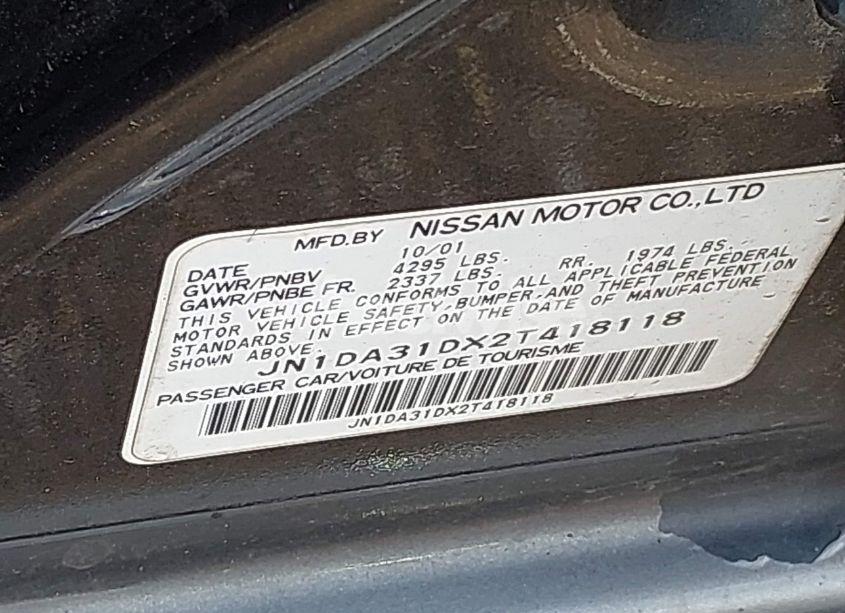 MFD.BY NISSAN MOTOR CO.,LTD
DATE 10/01
GVWR/PNBV 4295 LBS.
GAWR/PNBE FR. 2337 LBS. RR. 1974 LBS.
THIS VEHICLE CONFORMS TO ALL APPLICABLE FEDERAL
MOTOR VEHICLE SAFETY,BUMPER,AND THEFT PREVENTION
STANDARDS IN EFFECT ON THE DATE OF MANUFACTURE
SHOWN ABOVE.
JN1DA31DX2T418118
PASSENGER CAR/VOITURE DE TOURISME
JN1DA31DX2T418118